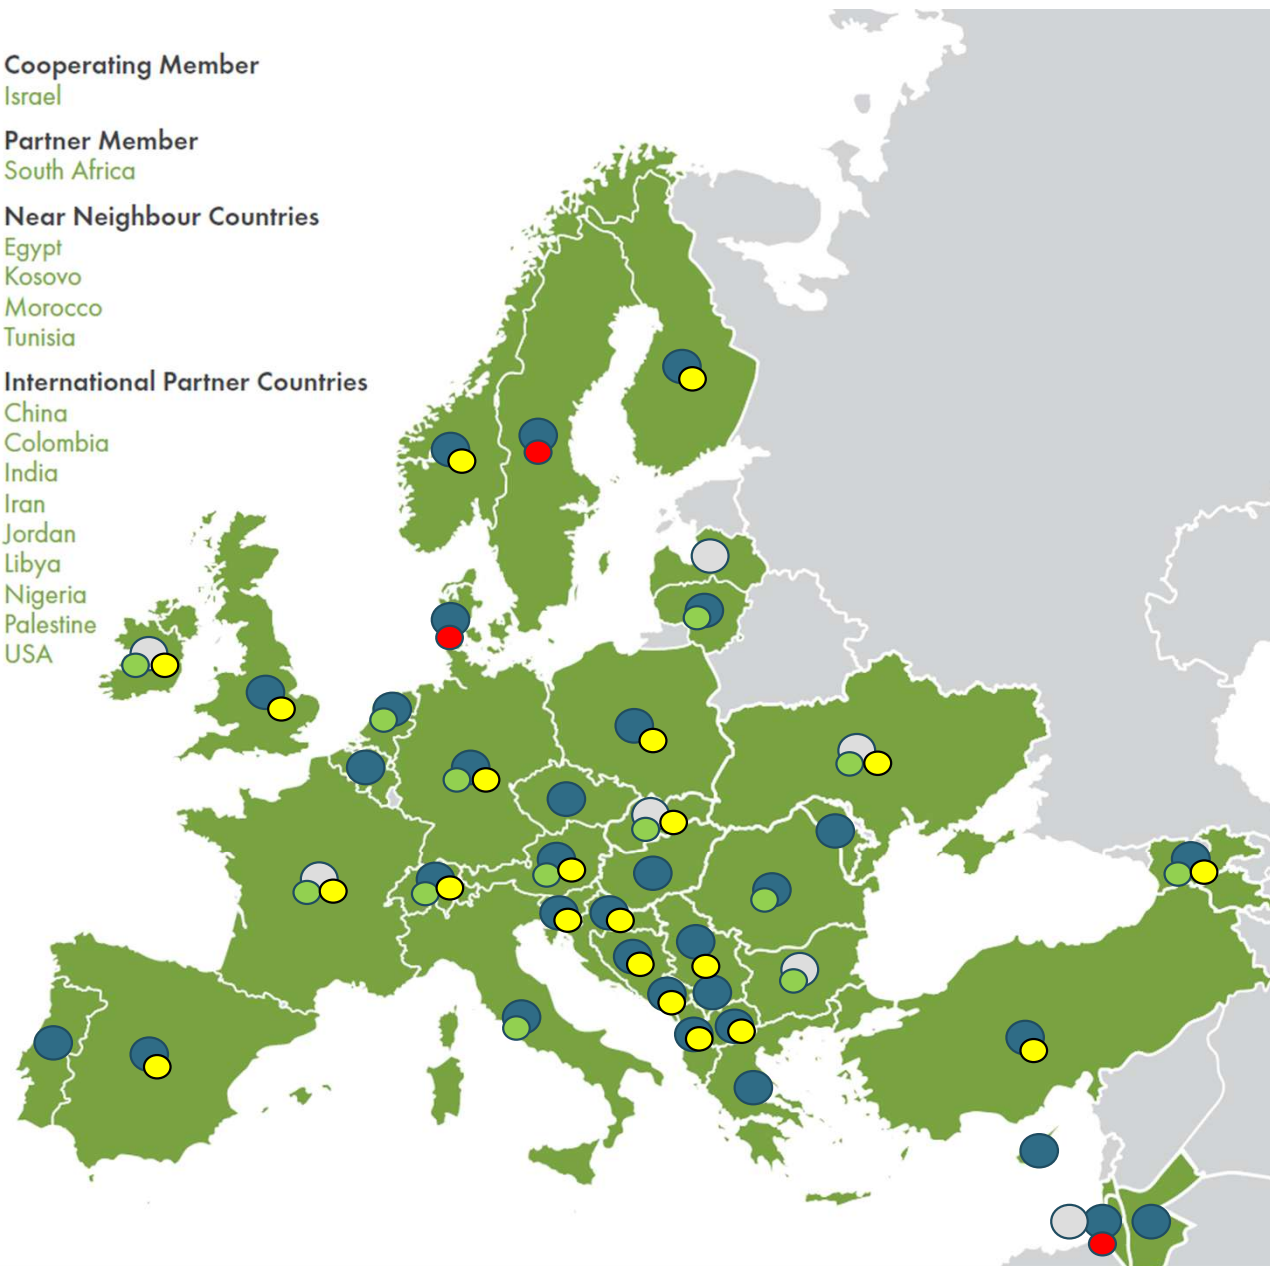 Cooperating Member
Israel
Partner Member
South Africa
Near Neighbour Countries
Egypt
Kosovo
Morocco
Tunisia
International Partner Countries
China
Colombia
India
Iran
Jordan
Libya
Nigeria
Palestine
USA